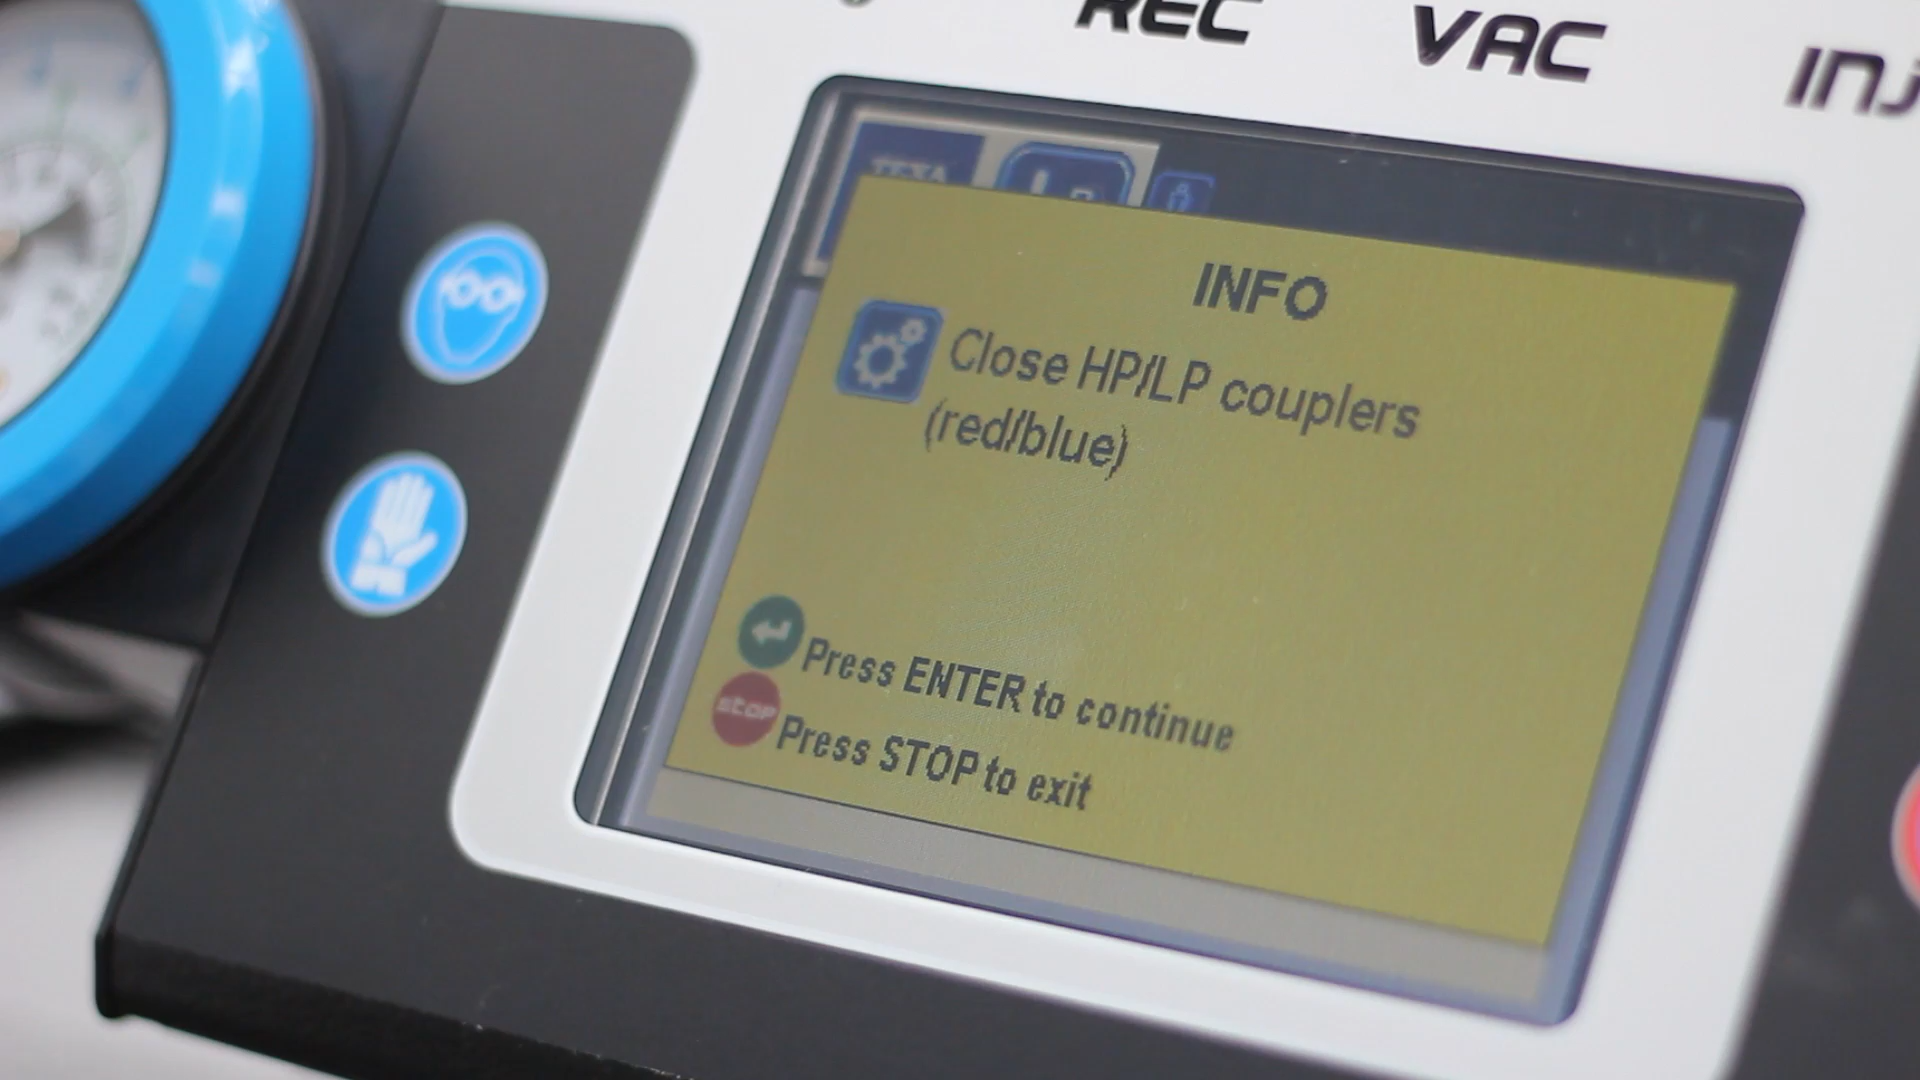 REC VAC INJ
TEXA
INFO
Close HP/LP couplers
(red/blue)
Press ENTER to continue
STOP Press STOP to exit